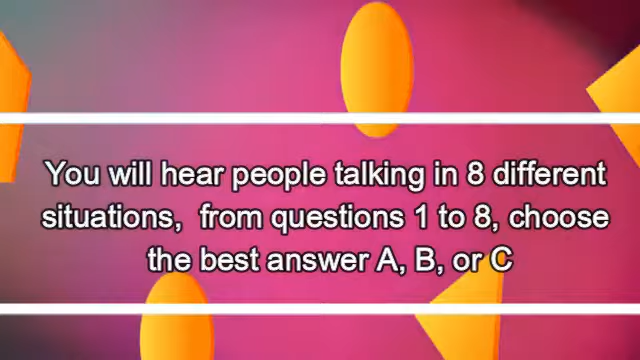 You will hear people talking in 8 different
situations,  from questions 1 to 8, choose
the best answer A, B, or C